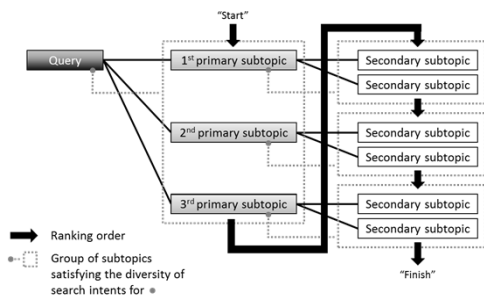 “Start”
Query
1st primary subtopic
2nd primary subtopic
3rd primary subtopic
Secondary subtopic
Secondary subtopic
Secondary subtopic
Secondary subtopic
Secondary subtopic
Secondary subtopic
“Finish”
Ranking order
Group of subtopics
satisfying the diversity of
search intents for